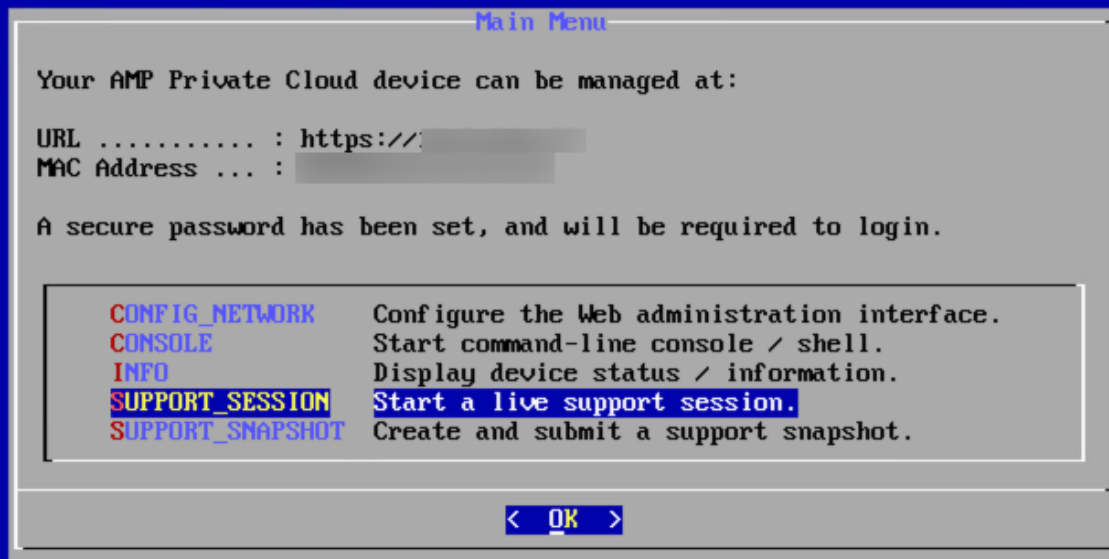 Main Menu
Your AMP Private Cloud device can be managed at:
URL ........... : https://
MAC Address ... :
A secure password has been set, and will be required to login.
CONFIG_NETWORK Configure the Web administration interface.
CONSOLE Start command-line console / shell.
INFO Display device status / information.
SUPPORT_SESSION Start a live support session.
SUPPORT_SNAPSHOT Create and submit a support snapshot.
< OK >